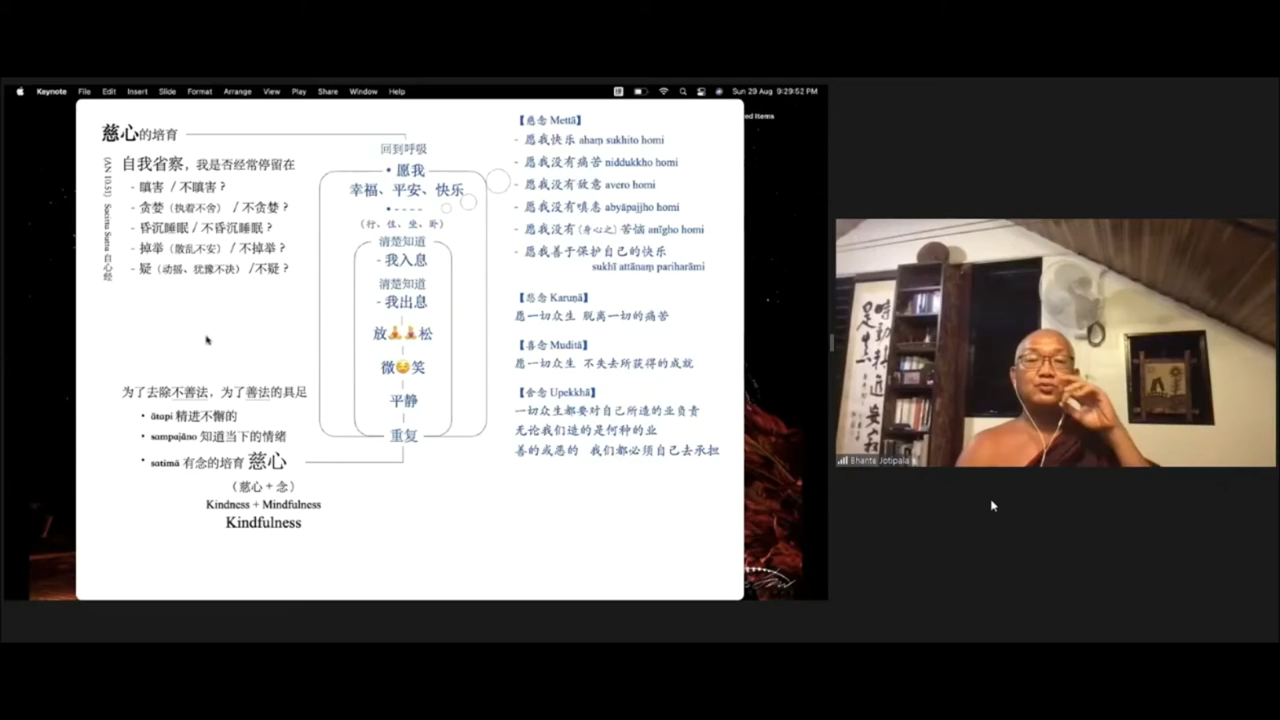 Keynote File Edit Insert Slide Format Arrange View Play Share Window Help
Sun 29 Aug 9:29:52 PM
ed Items
慈心的培育
(AN 10.51) Sacitta Sutta 自心经
自我省察，我是否经常停留在
- 瞋害 / 不瞋害？
- 贪婪（执着不舍） / 不贪婪？
- 昏沉睡眠 / 不昏沉睡眠？
- 掉举（散乱不安） / 不掉举？
- 疑（动摇、犹豫不决） /不疑？
为了去除不善法，为了善法的具足
• ātapi 精进不懈的
• sampajāno 知道当下的情绪
• satimā 有念的培育 慈心
（慈心 + 念）
Kindness + Mindfulness
Kindfulness
回到呼吸
• 愿我
幸福、平安、快乐
• - - - -
（行、住、坐、卧）
清楚知道
- 我入息
清楚知道
- 我出息
放🧘🧘松
微😊笑
平静
重复
【慈念 Mettā】
- 愿我快乐 ahaṃ sukhito homi
- 愿我没有痛苦 niddukkho homi
- 愿我没有敌意 avero homi
- 愿我没有嗔恚 abyāpajjho homi
- 愿我没有（身心之）苦恼 anīgho homi
- 愿我善于保护自己的快乐
sukhī attānaṃ pariharāmi
【悲念 Karuṇā】
愿一切众生 脱离一切的痛苦
【喜念 Muditā】
愿一切众生 不失去所获得的成就
【舍念 Upekkhā】
一切众生都要对自己所造的业负责
无论我们造的是何种的业
善的或恶的 我们都必须自己去承担
Bhante Jotipala